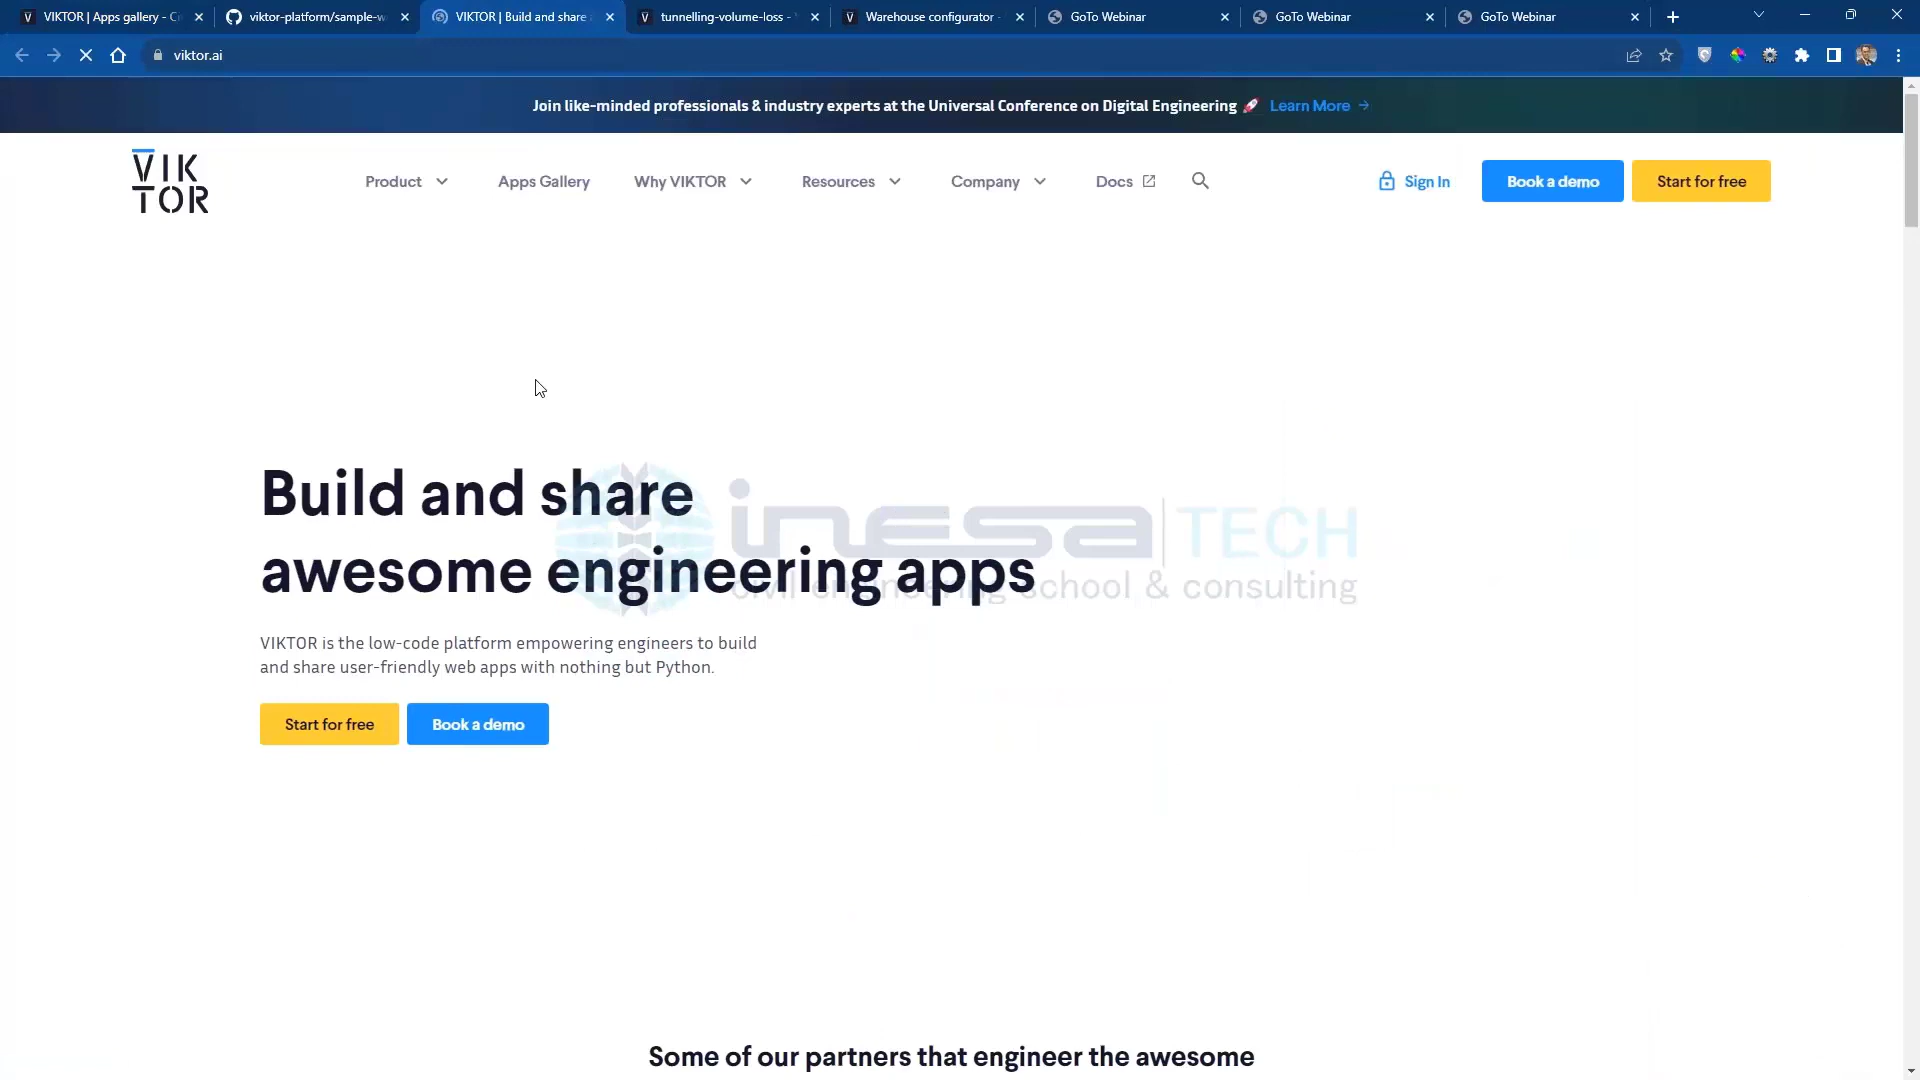 VIKTOR | Apps gallery - C
viktor-platform/sample-w
VIKTOR | Build and share
tunnelling-volume-loss -
Warehouse configurator -
GoTo Webinar
GoTo Webinar
GoTo Webinar
viktor.ai
Join like-minded professionals & industry experts at the Universal Conference on Digital Engineering 🚀 Learn More →
VIKTOR
Product
Apps Gallery
Why VIKTOR
Resources
Company
Docs
Sign In
Book a demo
Start for free
Build and share
awesome engineering apps
inesa TECH
civil engineering school & consulting
VIKTOR is the low-code platform empowering engineers to build
and share user-friendly web apps with nothing but Python.
Start for free
Book a demo
Some of our partners that engineer the awesome